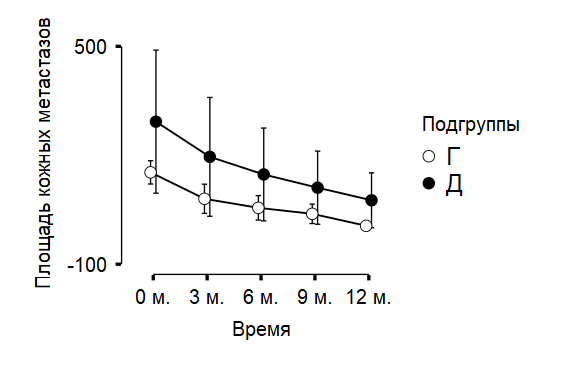 Площадь кожных метастазов
500
-100
0 м. 3 м. 6 м. 9 м. 12 м.
Время
Подгруппы
Г
Д